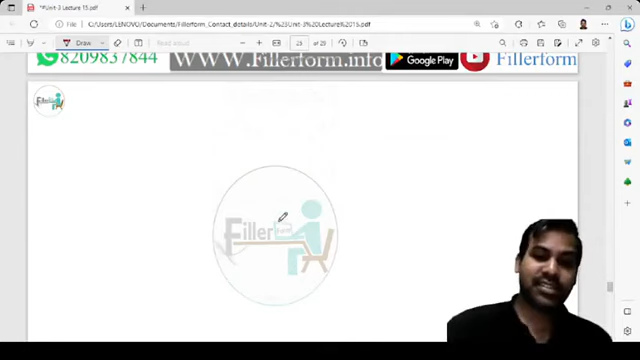 *Unit-3 Lecture 15.pdf
File
C:/Users/LENOVO/Documents/Fillerform_Contact_details/Unit-2/%23Unit-3%20Lecture%2015.pdf
Draw
Read aloud
25 of 29
8209837844 WWW.Fillerform.info Google Play Fillerform
Filler
Filler